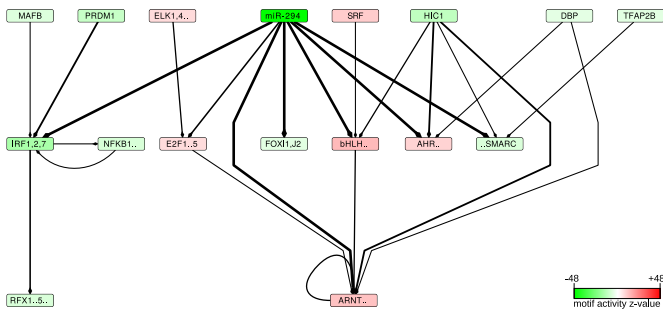 MAFB PRDM1 ELK1,4.. miR-294 SRF HIC1 DBP TFAP2B
IRF1,2,7 NFKB1.. E2F1..5 FOXI1,J2 bHLH.. AHR.. ..SMARC
-48 +48
motif activity z-value
RFX1..5.. ARNT..